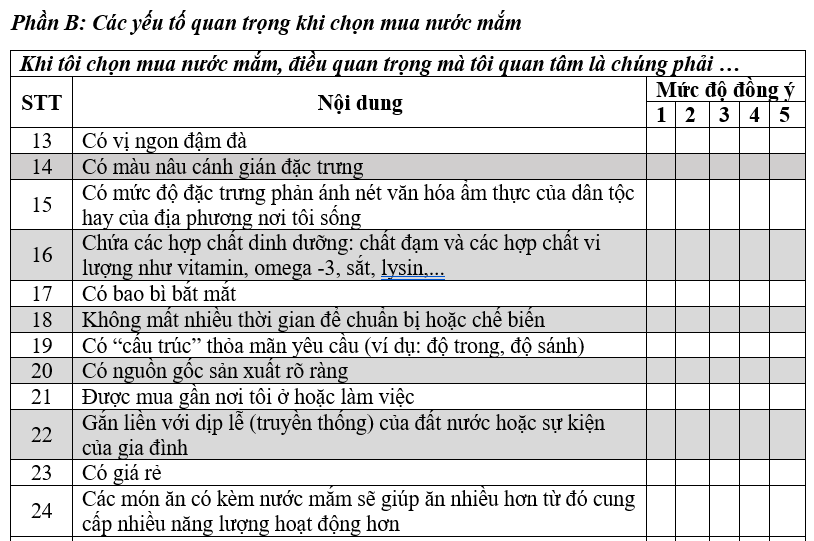 Phần B: Các yếu tố quan trọng khi chọn mua nước mắm
Khi tôi chọn mua nước mắm, điều quan trọng mà tôi quan tâm là chúng phải …
STT Nội dung Mức độ đồng ý
1 2 3 4 5
13 Có vị ngon đậm đà
14 Có màu nâu cánh gián đặc trưng
15 Có mức độ đặc trưng phản ánh nét văn hóa ẩm thực của dân tộc
hay của địa phương nơi tôi sống
16 Chứa các hợp chất dinh dưỡng: chất đạm và các hợp chất vi
lượng như vitamin, omega -3, sắt, lysin,...
17 Có bao bì bắt mắt
18 Không mất nhiều thời gian để chuẩn bị hoặc chế biến
19 Có “cấu trúc” thỏa mãn yêu cầu (ví dụ: độ trong, độ sánh)
20 Có nguồn gốc sản xuất rõ ràng
21 Được mua gần nơi tôi ở hoặc làm việc
22 Gắn liền với dịp lễ (truyền thống) của đất nước hoặc sự kiện
của gia đình
23 Có giá rẻ
24 Các món ăn có kèm nước mắm sẽ giúp ăn nhiều hơn từ đó cung
cấp nhiều năng lượng hoạt động hơn